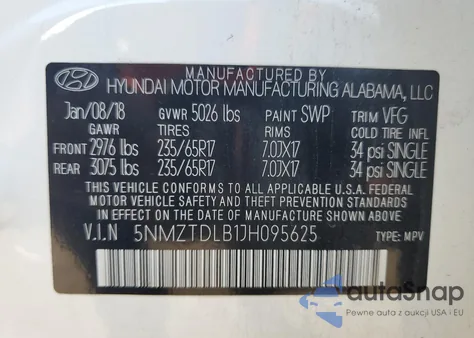 MANUFACTURED BY
HYUNDAI MOTOR MANUFACTURING ALABAMA, LLC
Jan/08/18 GVWR 5026 lbs PAINT SWP TRIM VFG
GAWR TIRES RIMS COLD TIRE INFL
FRONT 2976 lbs 235/65R17 7.0JX17 34 psi SINGLE
REAR 3075 lbs 235/65R17 7.0JX17 34 psi SINGLE
THIS VEHICLE CONFORMS TO ALL APPLICABLE U.S.A. FEDERAL
MOTOR VEHICLE SAFETY AND THEFT PREVENTION STANDARDS
IN EFFECT ON THE DATE OF MANUFACTURE SHOWN ABOVE.
V.I.N 5NMZTDLB1JH095625 TYPE: MPV
autoSnap
Pewne auta z aukcji USA i EU